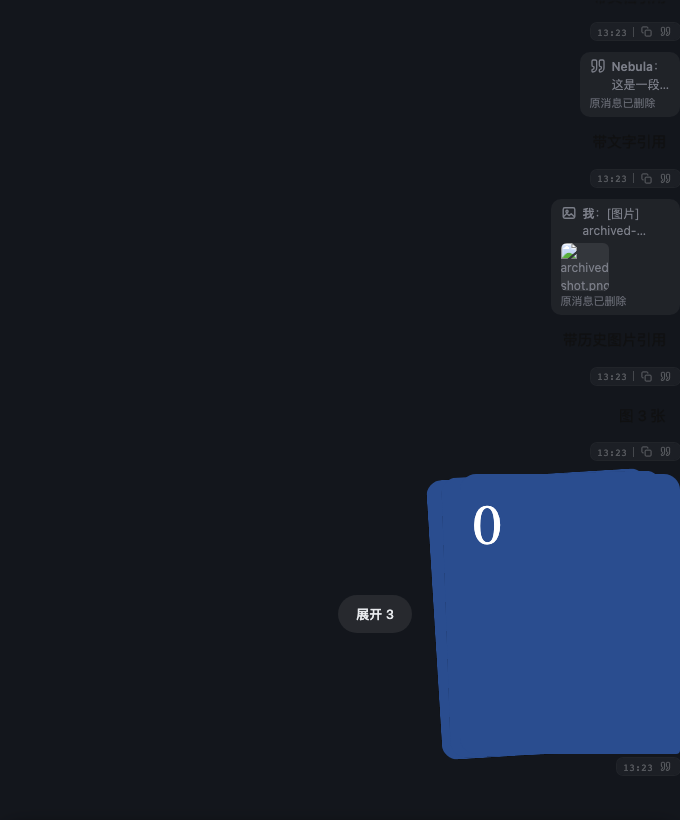 13:23
Nebula：
这是一段...
原消息已删除
带文字引用
13:23
我：[图片]
archived-...
archived
shot.png
原消息已删除
带历史图片引用
13:23
图 3 张
13:23
0
展开 3
13:23